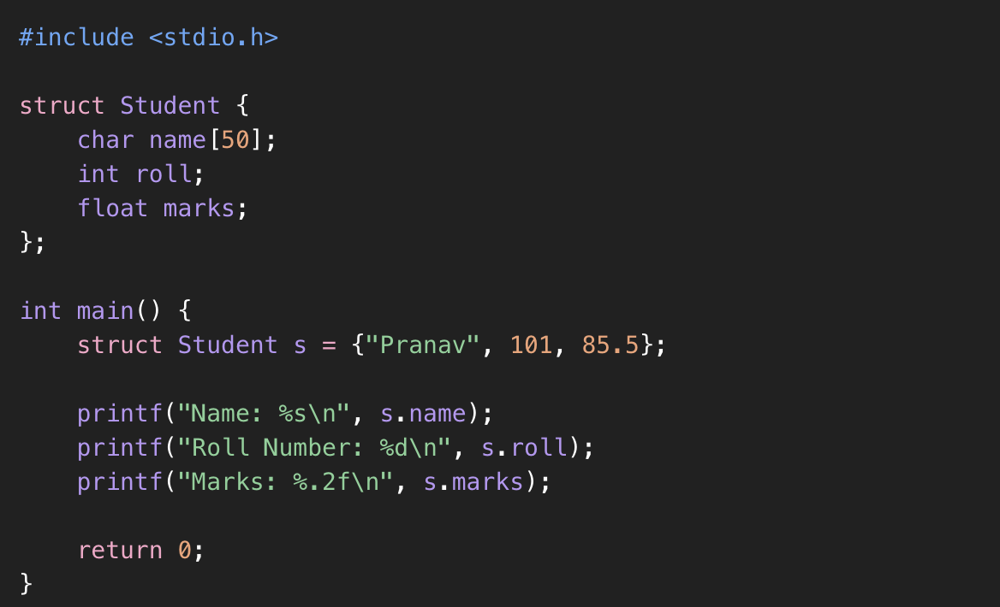 #include <stdio.h>

struct Student {
    char name[50];
    int roll;
    float marks;
};

int main() {
    struct Student s = {"Pranav", 101, 85.5};

    printf("Name: %s\n", s.name);
    printf("Roll Number: %d\n", s.roll);
    printf("Marks: %.2f\n", s.marks);

    return 0;
}